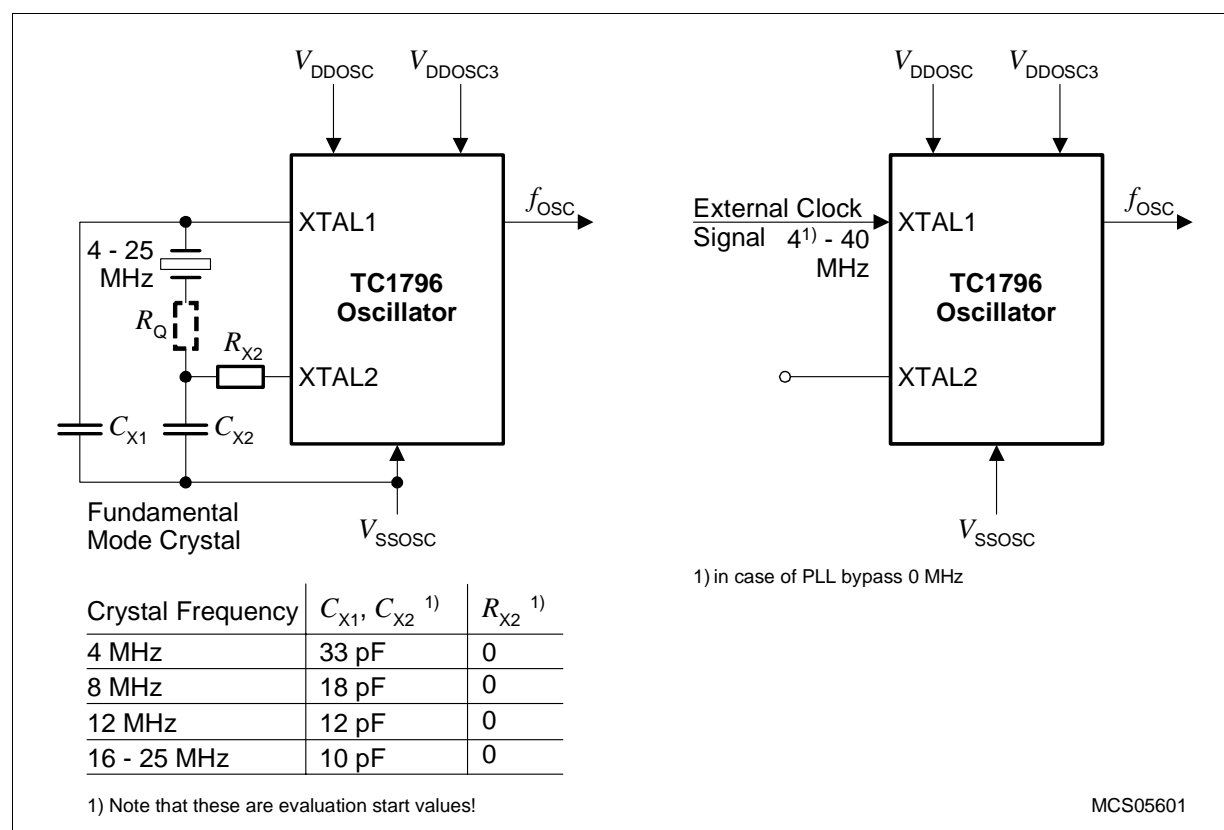 V_DDOSC V_DDOSC3
f_OSC
XTAL1
4 - 25
MHz
TC1796
Oscillator
R_Q
R_X2
XTAL2
C_X1 C_X2
Fundamental
Mode Crystal
V_SSOSC
Crystal Frequency C_X1, C_X2 1) R_X2 1)
4 MHz 33 pF 0
8 MHz 18 pF 0
12 MHz 12 pF 0
16 - 25 MHz 10 pF 0
1) Note that these are evaluation start values!
V_DDOSC V_DDOSC3
f_OSC
External Clock
Signal 4¹⁾ - 40
MHz
XTAL1
TC1796
Oscillator
XTAL2
V_SSOSC
1) in case of PLL bypass 0 MHz
MCS05601